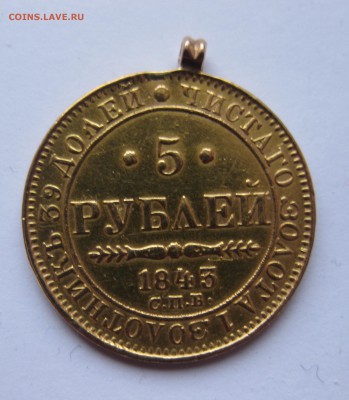 COINS.LAVE.RU
ЧИСТАГО ЗОЛОТА 1 ЗОЛОТНИКЪ 39 ДОЛЕЙ
5
РУБЛЕЙ
1843
С.П.Б.